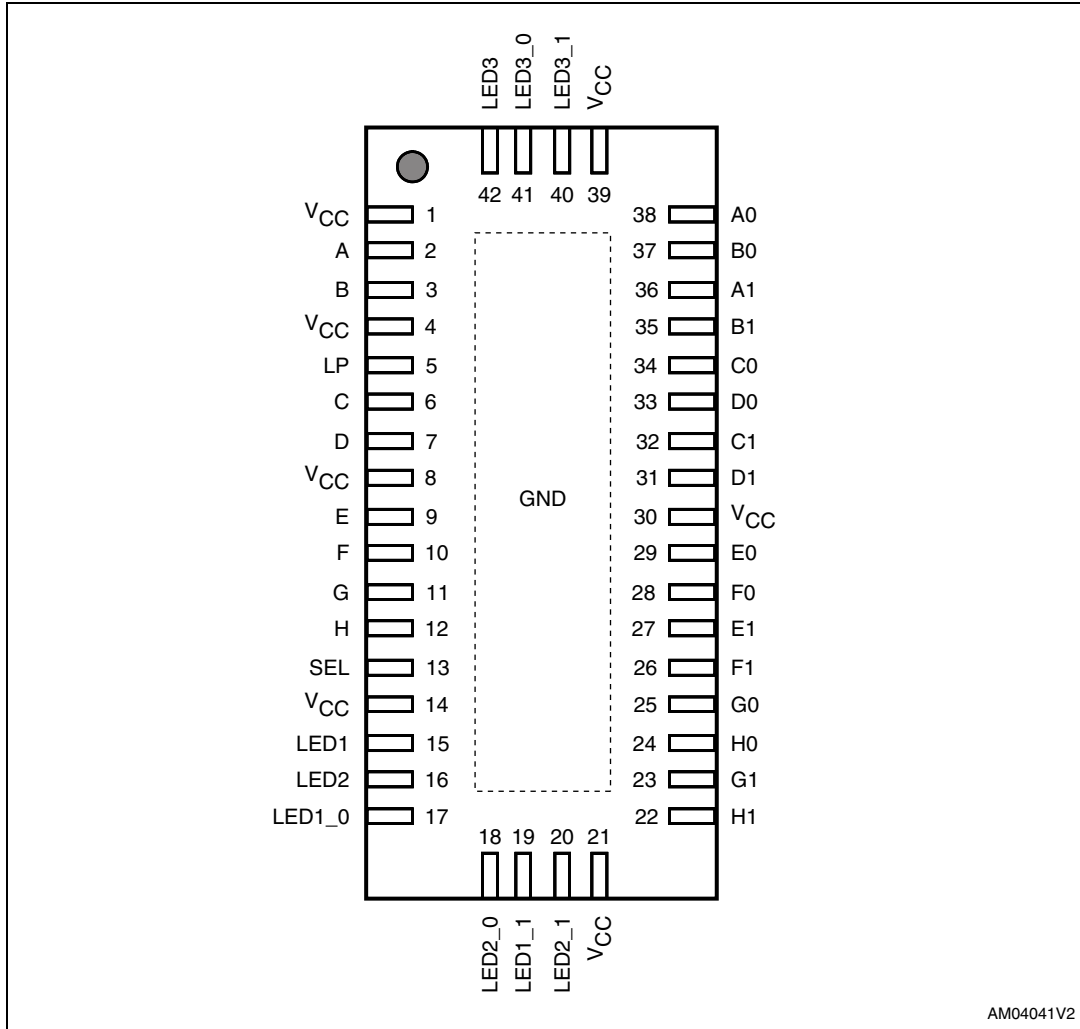 LED3
LED3_0
LED3_1
VCC
42 41 40 39
VCC 1 38 A0
A 2 37 B0
B 3 36 A1
VCC 4 35 B1
LP 5 34 C0
C 6 33 D0
D 7 32 C1
VCC 8 31 D1
GND
E 9 30 VCC
F 10 29 E0
G 11 28 F0
H 12 27 E1
SEL 13 26 F1
VCC 14 25 G0
LED1 15 24 H0
LED2 16 23 G1
LED1_0 17 22 H1
18 19 20 21
LED2_0
LED1_1
LED2_1
VCC
AM04041V2